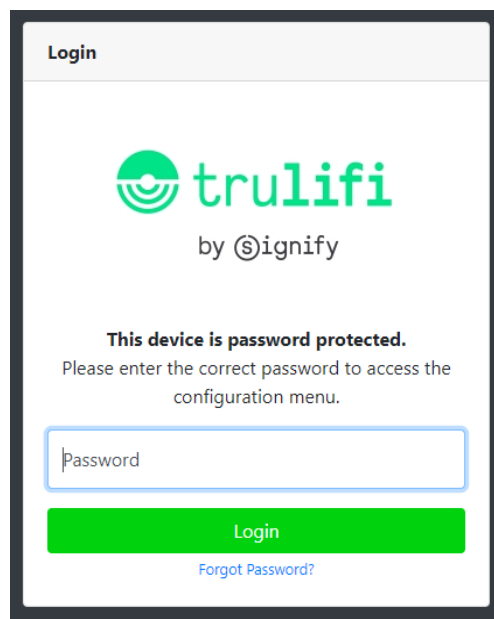 Login
trulifi
by Signify
This device is password protected.
Please enter the correct password to access the
configuration menu.
Password
Login
Forgot Password?